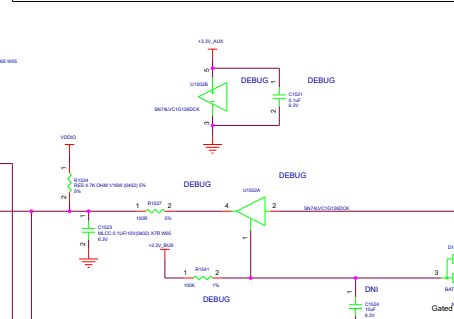 +3.3V_AUX
6S W05
5
U1502B
DEBUG
DEBUG
1
C1521
0.1uF
6.3V
2
SN74LVC1G126DCK
3
VDDIO
1
R1534
RES 4.7K OHM 1/16W (0402) 5%
5%
2
DEBUG
DEBUG
U1502A
1
R1537
2
4
2
SN74LVC1G126DCK
100R
5%
1
C1523
MLCC 0.1UF/10V(0402) X7R W05
6.3V
2
+3.3V_BUS
1
R1541
2
100K
1%
DEBUG
3
D1
BAT
DNI
1
C1524
10uF
6.3V
Gated